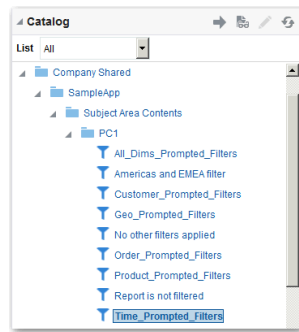 Catalog
List All
Company Shared
SampleApp
Subject Area Contents
PC1
All_Dims_Prompted_Filters
Americas and EMEA filter
Customer_Prompted_Filters
Geo_Prompted_Filters
No other filters applied
Order_Prompted_Filters
Product_Prompted_Filters
Report is not filtered
Time_Prompted_Filters